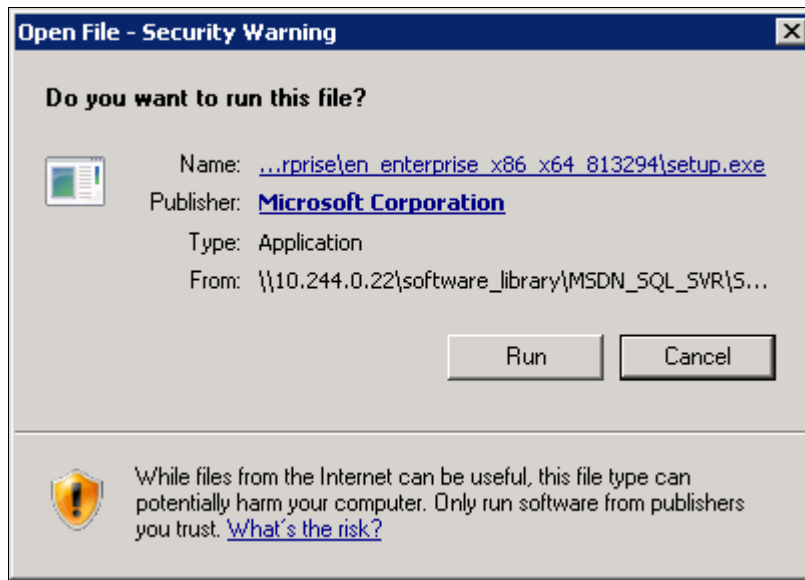 Open File - Security Warning
Do you want to run this file?
Name: ...rprise\en_enterprise_x86_x64_813294\setup.exe
Publisher: Microsoft Corporation
Type: Application
From: \\10.244.0.22\software_library\MSDN_SQL_SVR\S...
Run Cancel
While files from the Internet can be useful, this file type can
potentially harm your computer. Only run software from publishers
you trust. What's the risk?